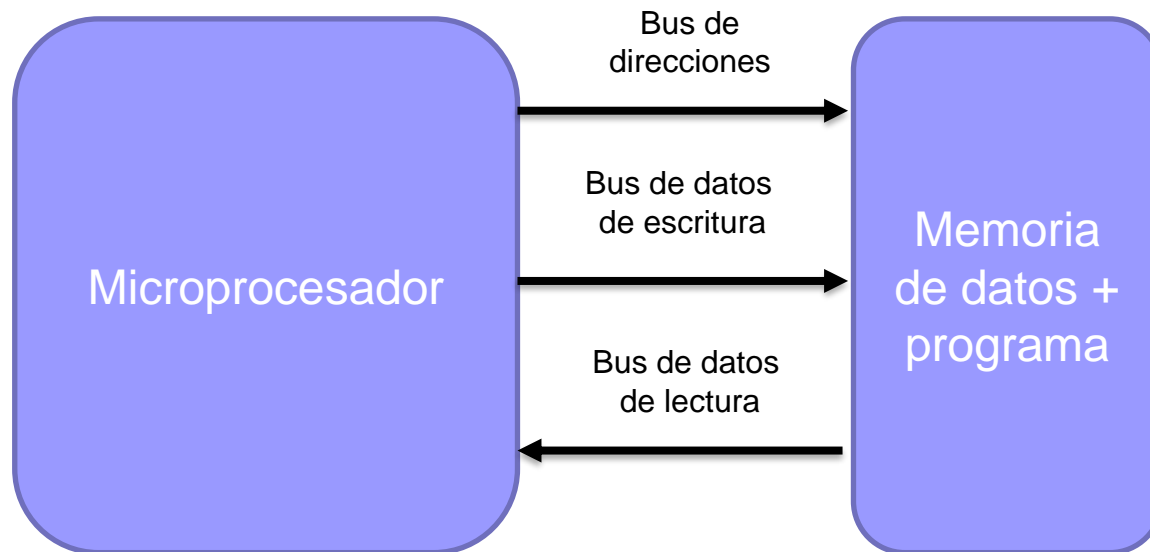 Bus de
direcciones
Bus de datos
de escritura
Microprocesador
Memoria
de datos +
programa
Bus de datos
de lectura